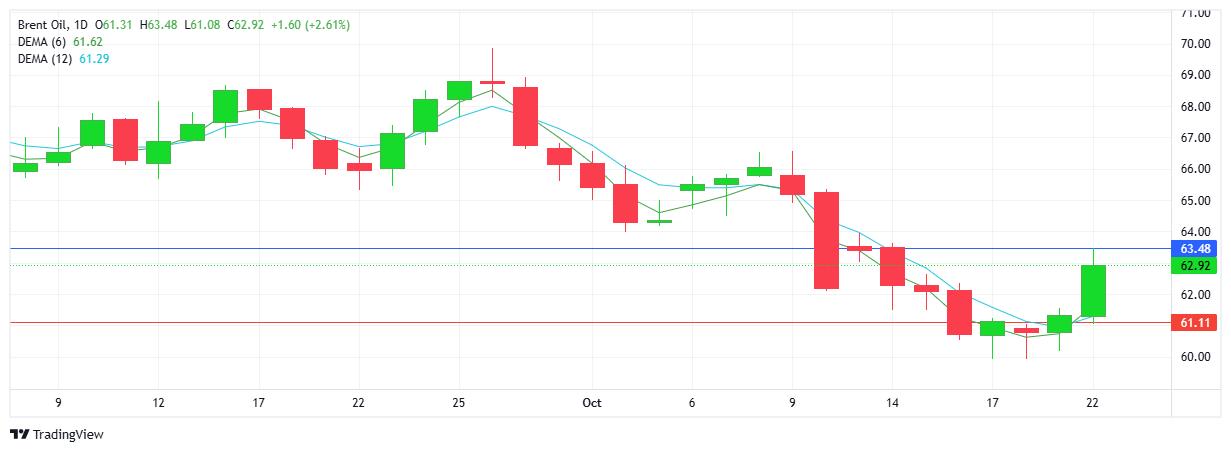 Brent Oil, 1D O61.31 H63.48 L61.08 C62.92 +1.60 (+2.61%)
DEMA (6) 61.62
DEMA (12) 61.29
71.00
70.00
69.00
68.00
67.00
66.00
65.00
64.00
63.48
62.92
62.00
61.11
60.00
9 12 17 22 25 Oct 6 9 14 17 22
TradingView